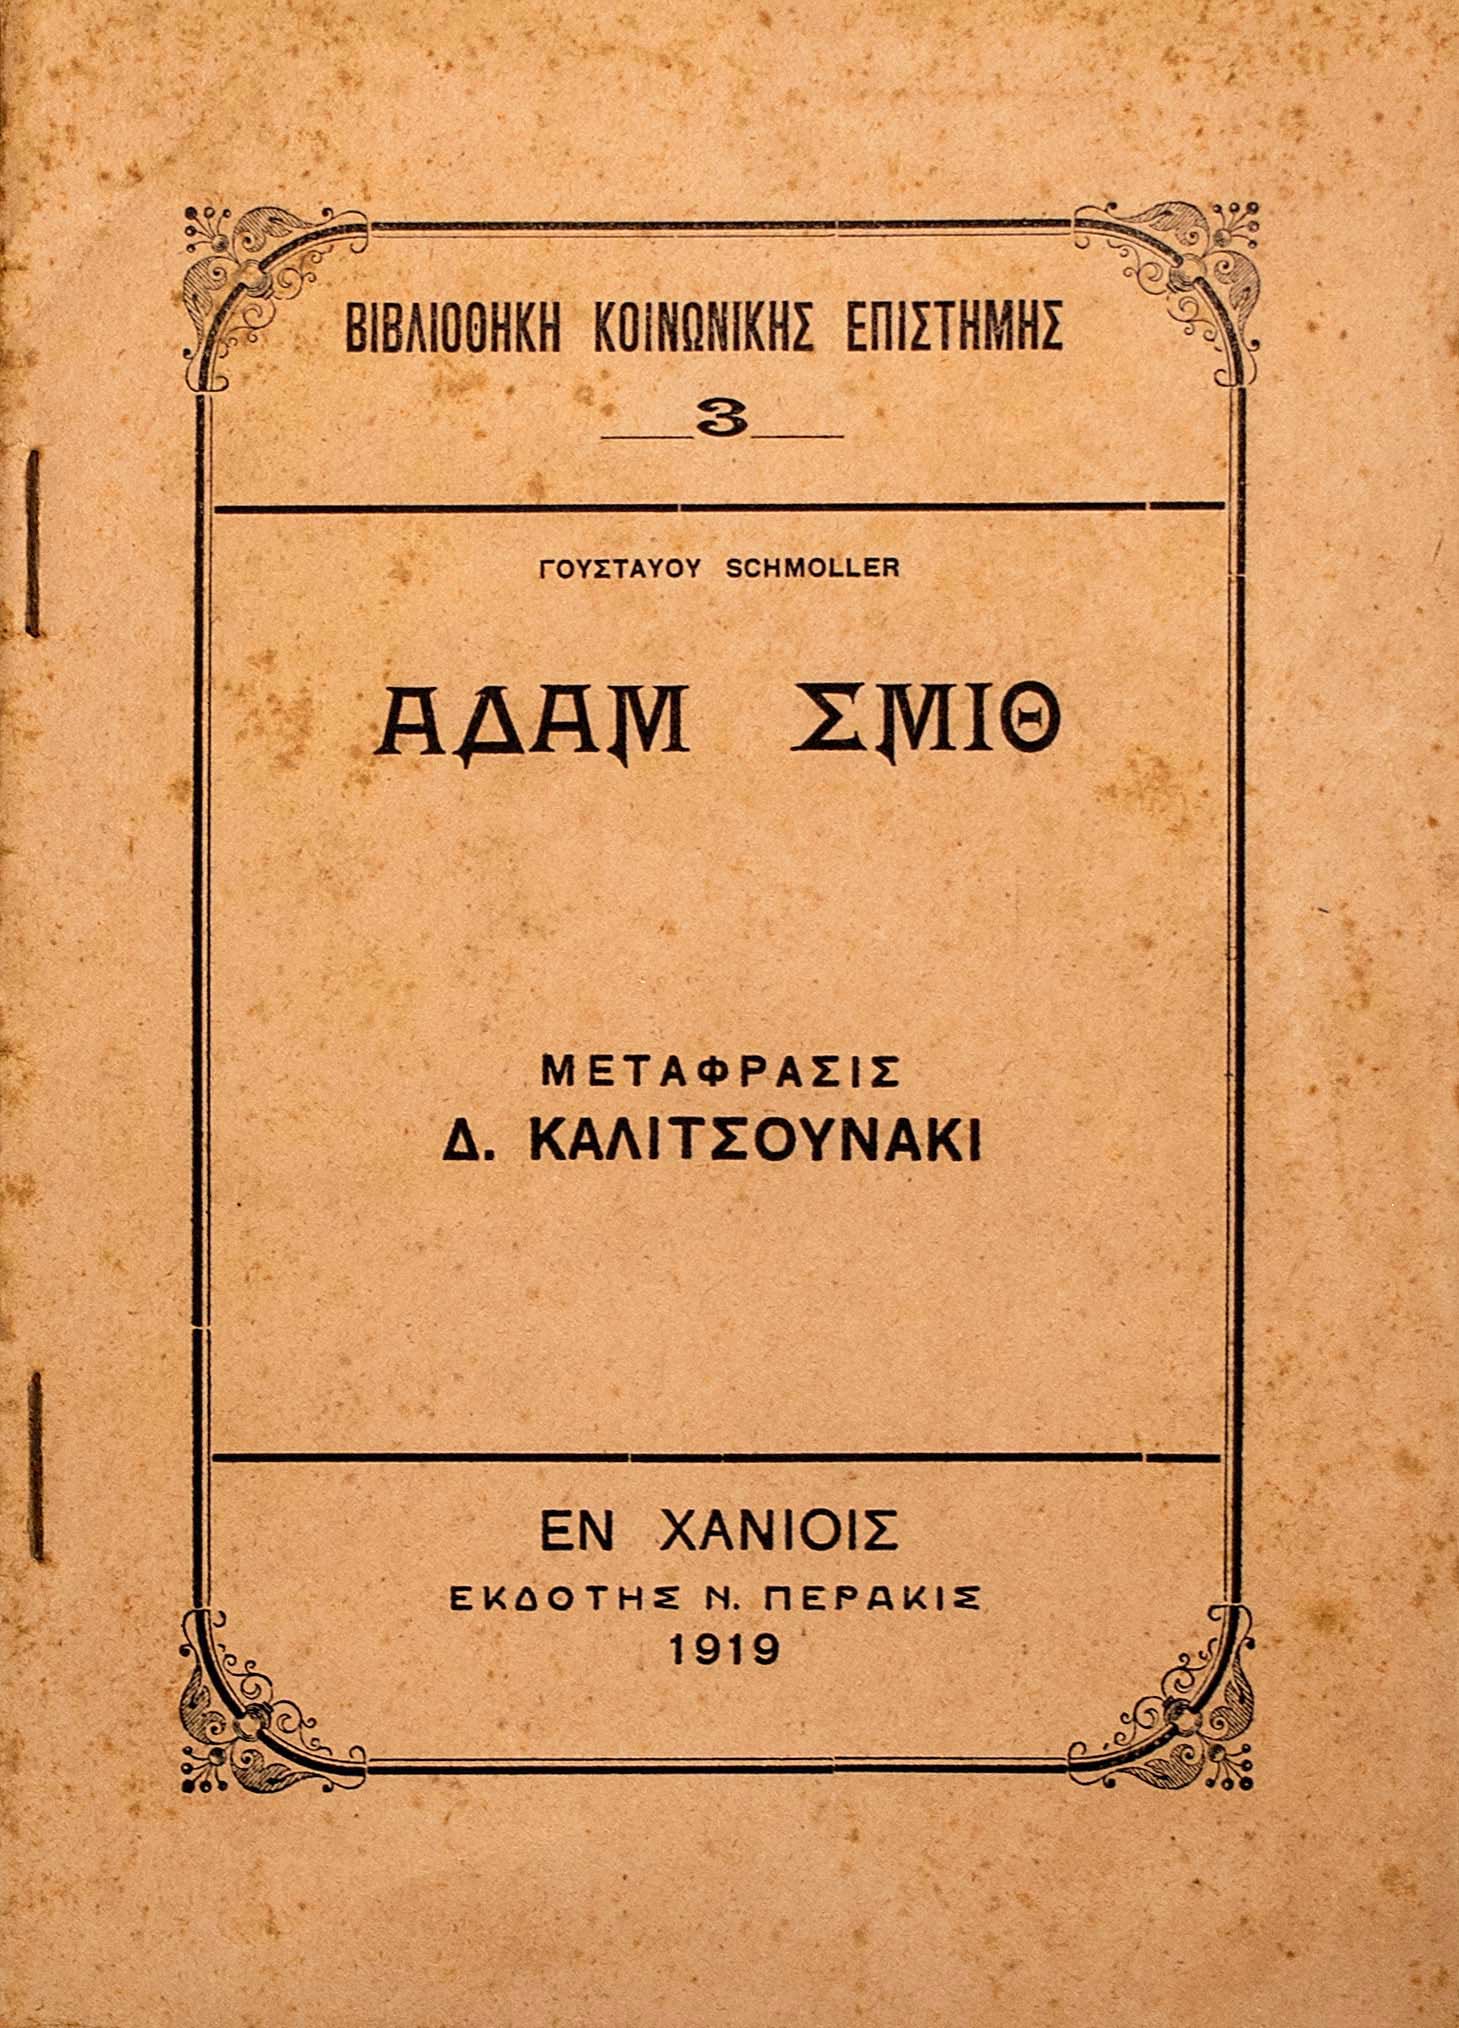 ΒΙΒΛΙΟΘΗΚΗ ΚΟΙΝΩΝΙΚΗΣ ΕΠΙΣΤΗΜΗΣ
3
ΓΟΥΣΤΑΥΟΥ SCHMOLLER
ΑΔΑΜ ΣΜΙΘ
ΜΕΤΑΦΡΑΣΙΣ
Δ. ΚΑΛΙΤΣΟΥΝΑΚΙ
ΕΝ ΧΑΝΙΟΙΣ
ΕΚΔΟΤΗΣ Ν. ΠΕΡΑΚΙΣ
1919